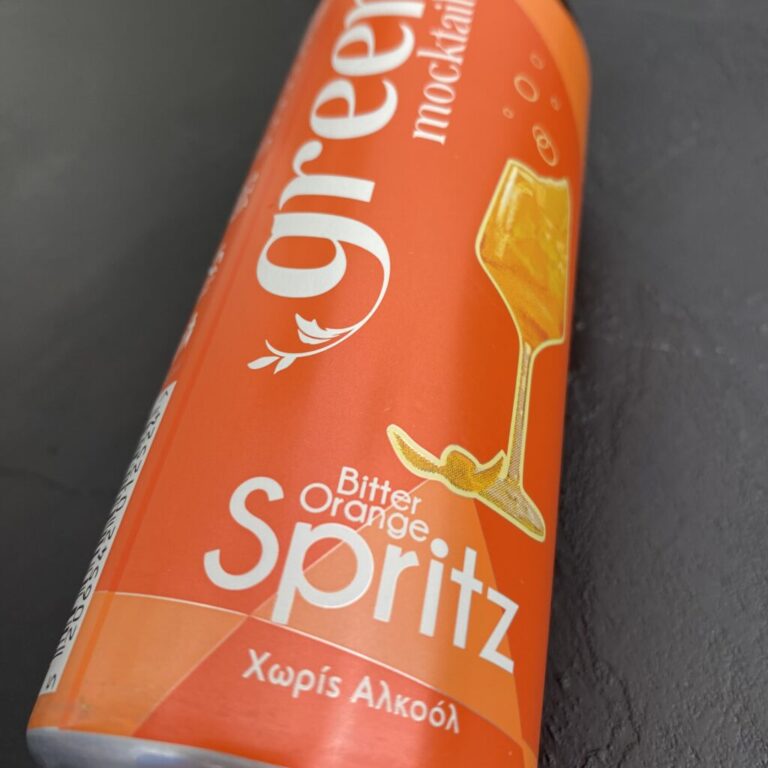 green
mocktail
Bitter
Orange
Spritz
Χωρίς Αλκοόλ